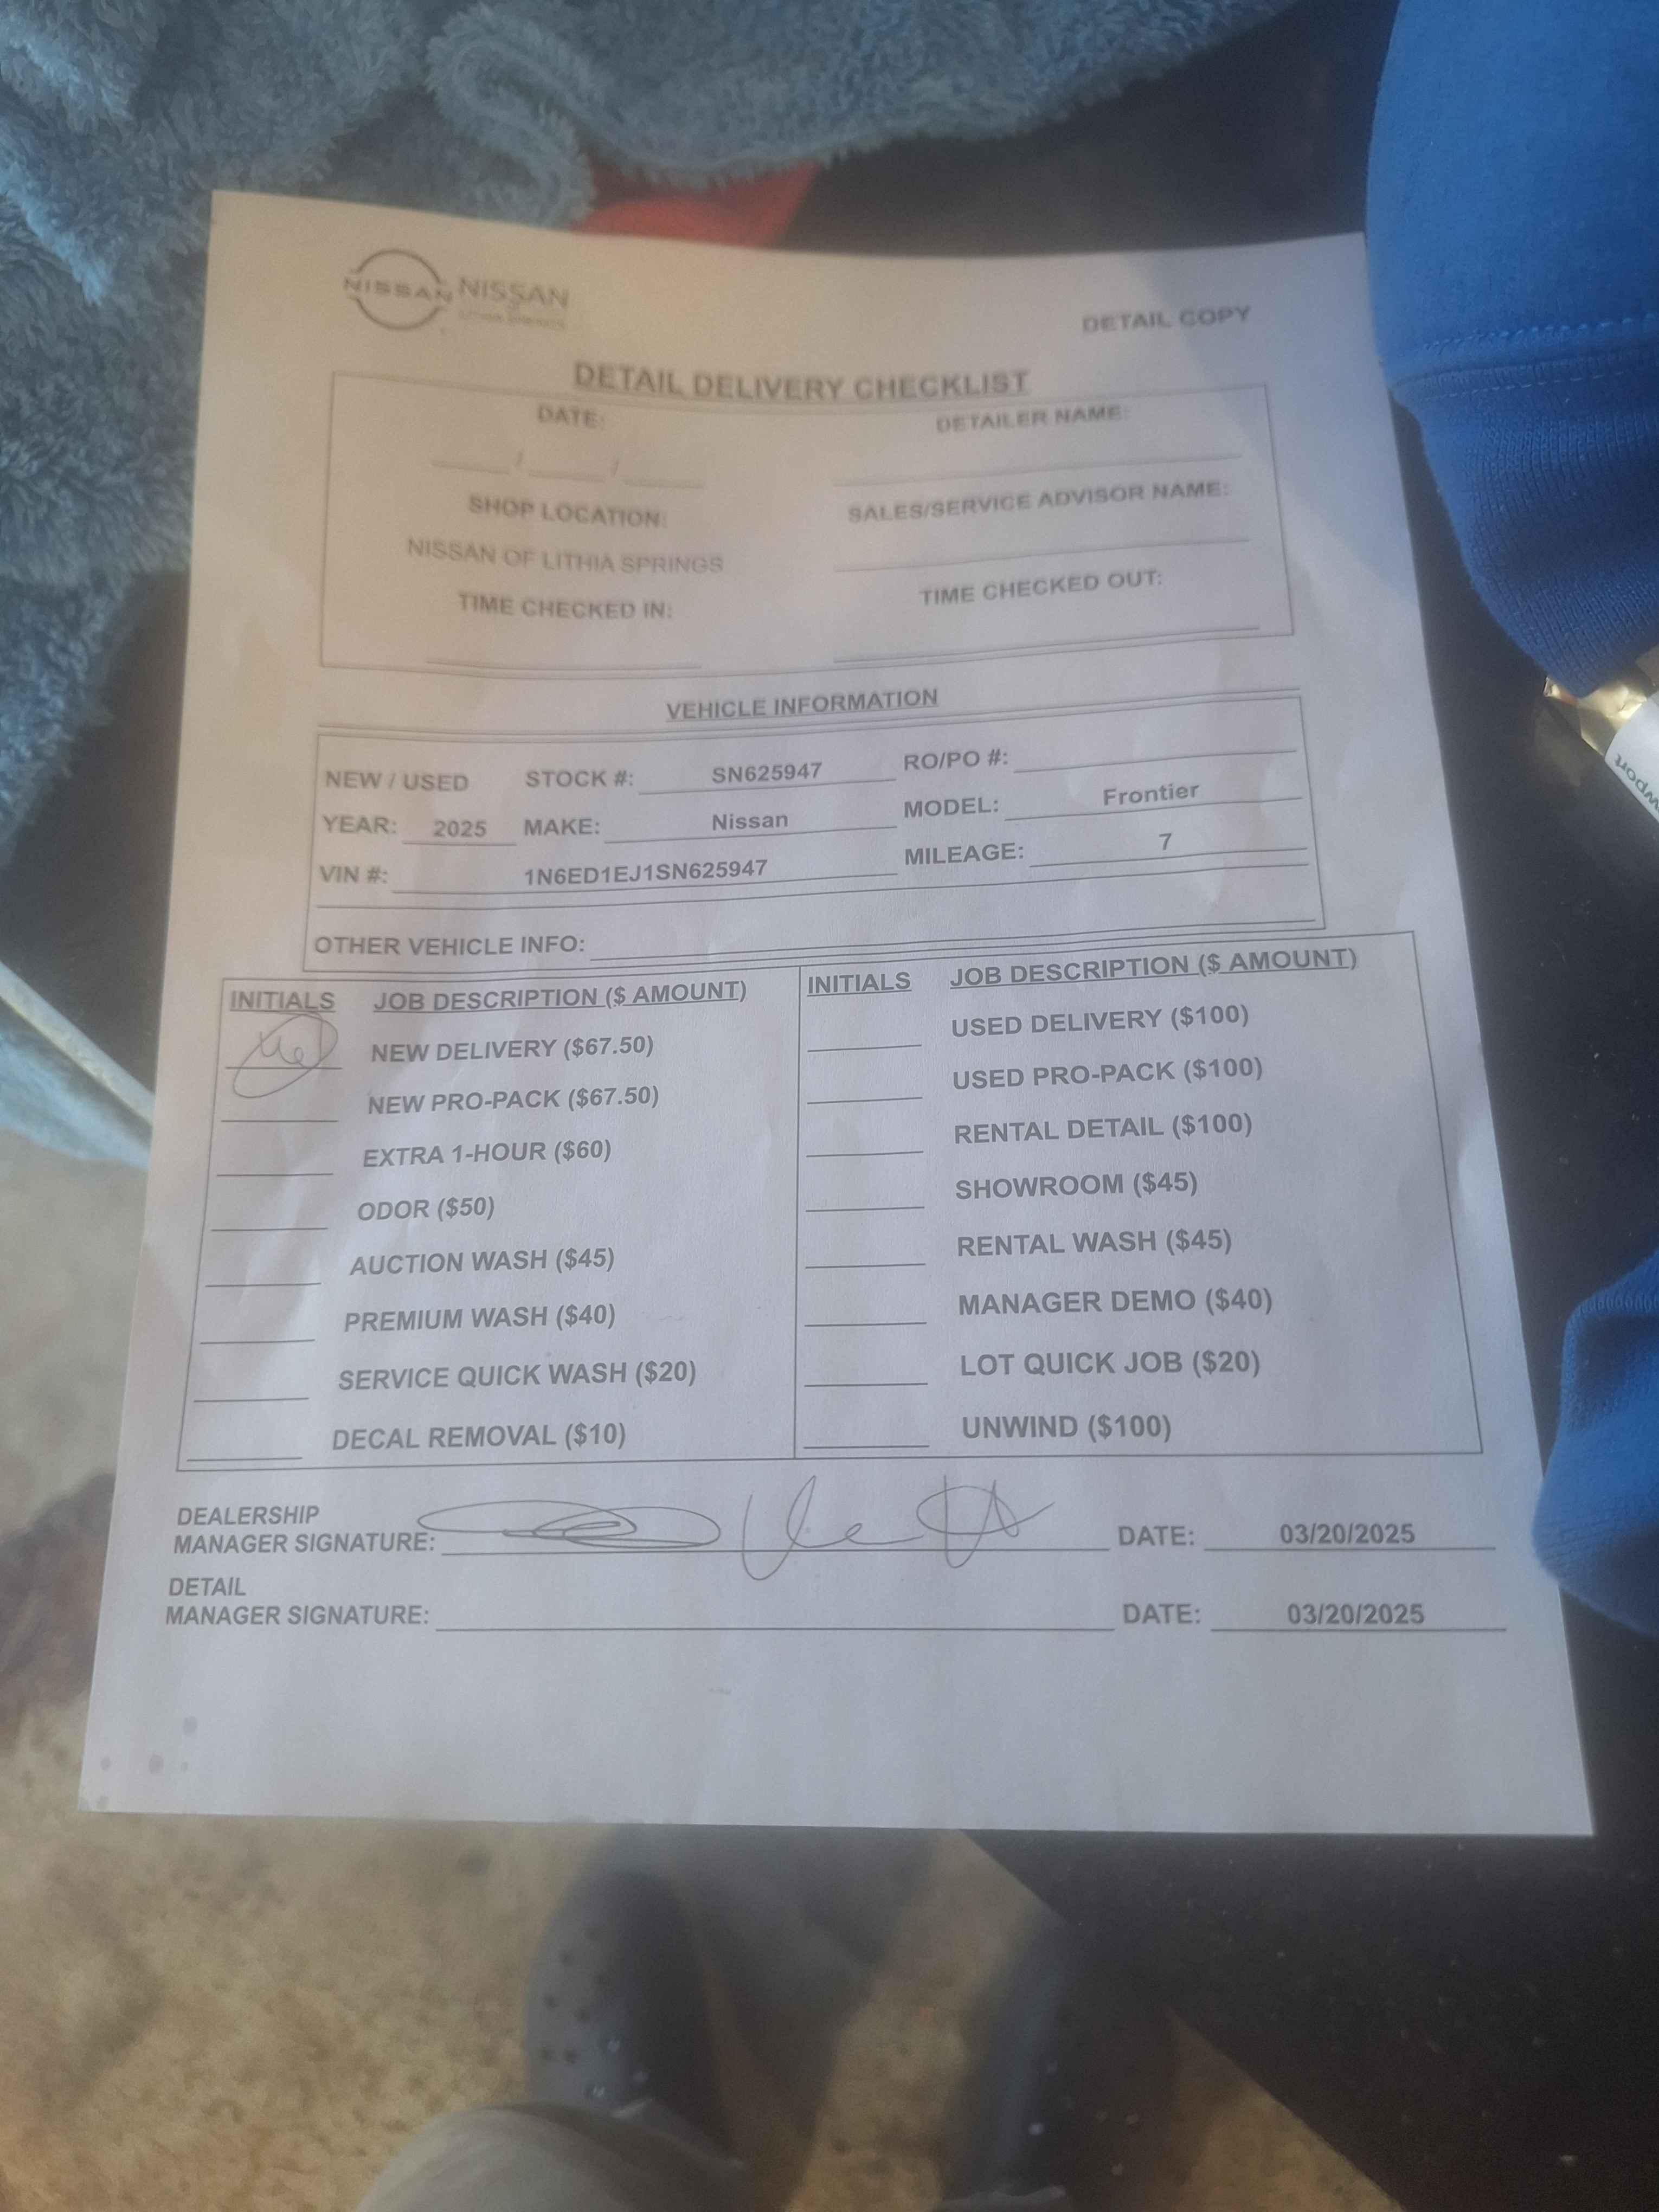 NISSAN NISSAN
OF LITHIA SPRINGS
DETAIL COPY
DETAIL DELIVERY CHECKLIST
DATE: DETAILER NAME:
/ /
SHOP LOCATION: SALES/SERVICE ADVISOR NAME:
NISSAN OF LITHIA SPRINGS
TIME CHECKED IN: TIME CHECKED OUT:
VEHICLE INFORMATION
NEW / USED STOCK #: SN625947 RO/PO #:
YEAR: 2025 MAKE: Nissan MODEL: Frontier
VIN #: 1N6ED1EJ1SN625947 MILEAGE: 7
OTHER VEHICLE INFO:
INITIALS JOB DESCRIPTION ($ AMOUNT)
NEW DELIVERY ($67.50)
NEW PRO-PACK ($67.50)
EXTRA 1-HOUR ($60)
ODOR ($50)
AUCTION WASH ($45)
PREMIUM WASH ($40)
SERVICE QUICK WASH ($20)
DECAL REMOVAL ($10)
INITIALS JOB DESCRIPTION ($ AMOUNT)
USED DELIVERY ($100)
USED PRO-PACK ($100)
RENTAL DETAIL ($100)
SHOWROOM ($45)
RENTAL WASH ($45)
MANAGER DEMO ($40)
LOT QUICK JOB ($20)
UNWIND ($100)
DEALERSHIP
MANAGER SIGNATURE: DATE: 03/20/2025
DETAIL
MANAGER SIGNATURE: DATE: 03/20/2025